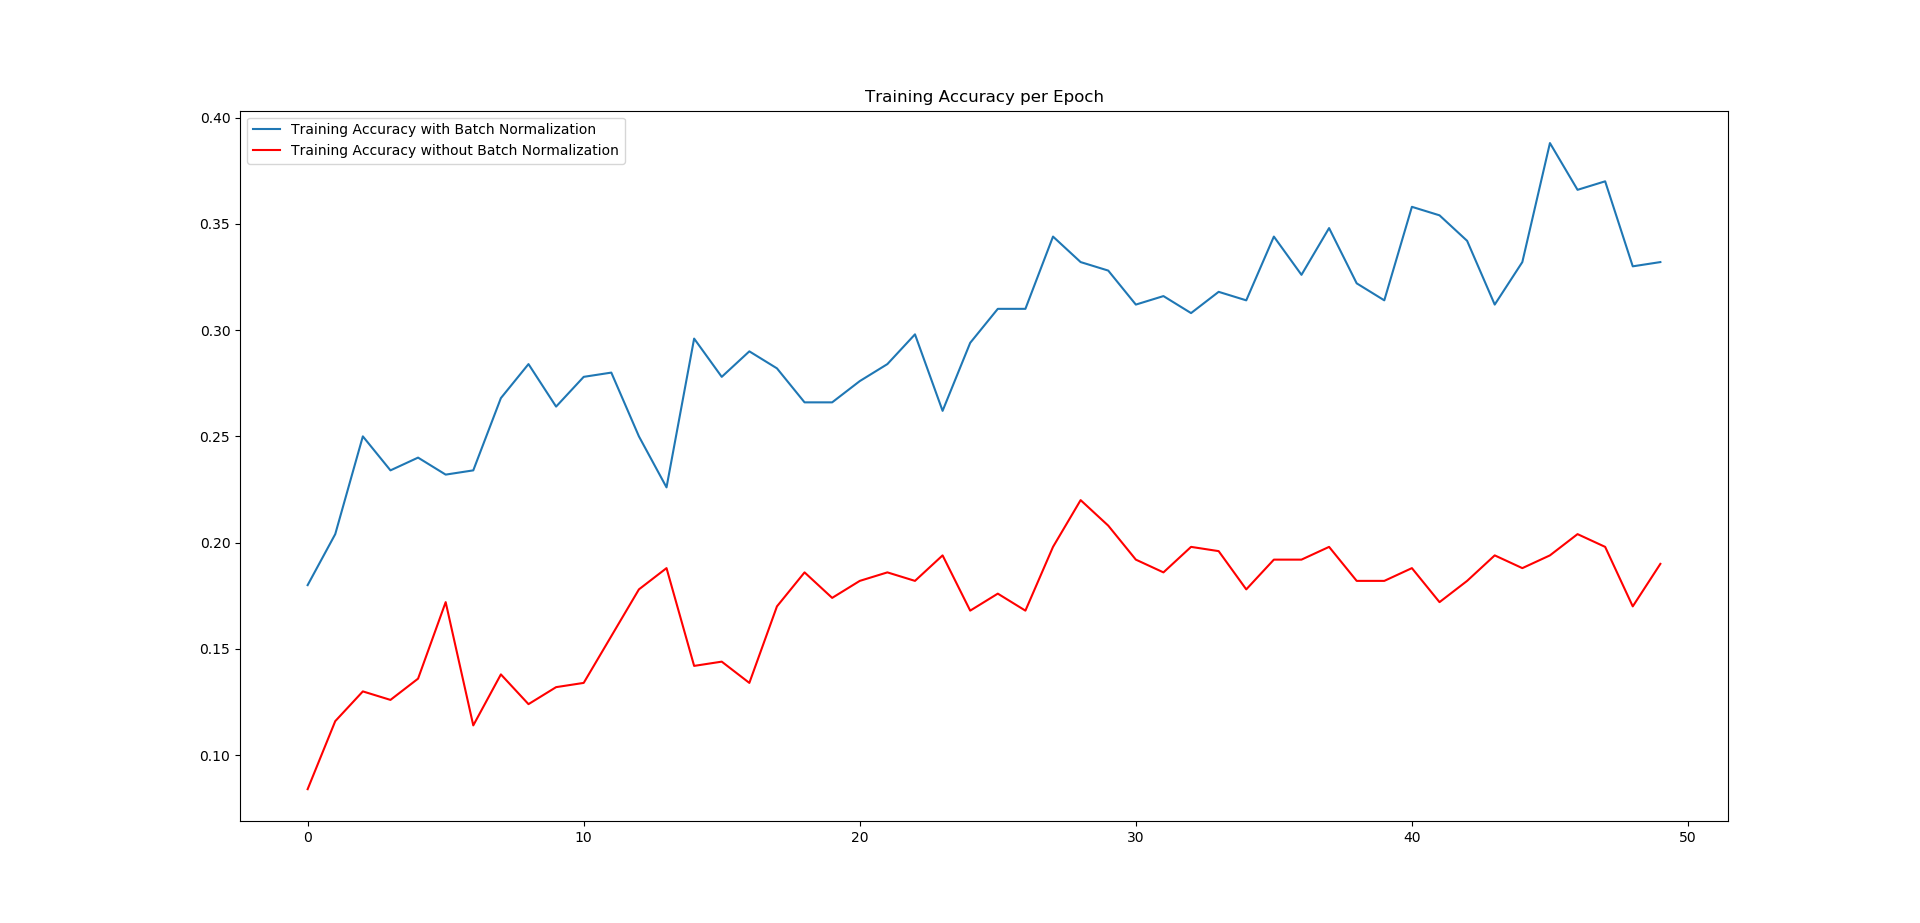 Training Accuracy per Epoch
Training Accuracy with Batch Normalization
Training Accuracy without Batch Normalization
0.40
0.35
0.30
0.25
0.20
0.15
0.10
0 10 20 30 40 50